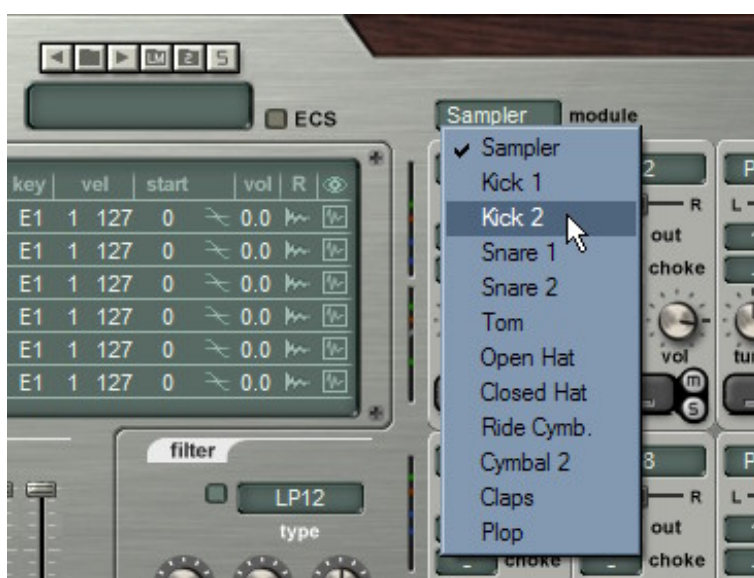 LM 2 S
ECS
Sampler module
key vel start vol R
E1 1 127 0 0.0
E1 1 127 0 0.0
E1 1 127 0 0.0
E1 1 127 0 0.0
E1 1 127 0 0.0
E1 1 127 0 0.0
Sampler
Kick 1
Kick 2
Snare 1
Snare 2
Tom
Open Hat
Closed Hat
Ride Cymb.
Cymbal 2
Claps
Plop
2 P
R L
out
choke
vol tu
m
s
filter
LP12
type
8 P
R L
out
choke choke